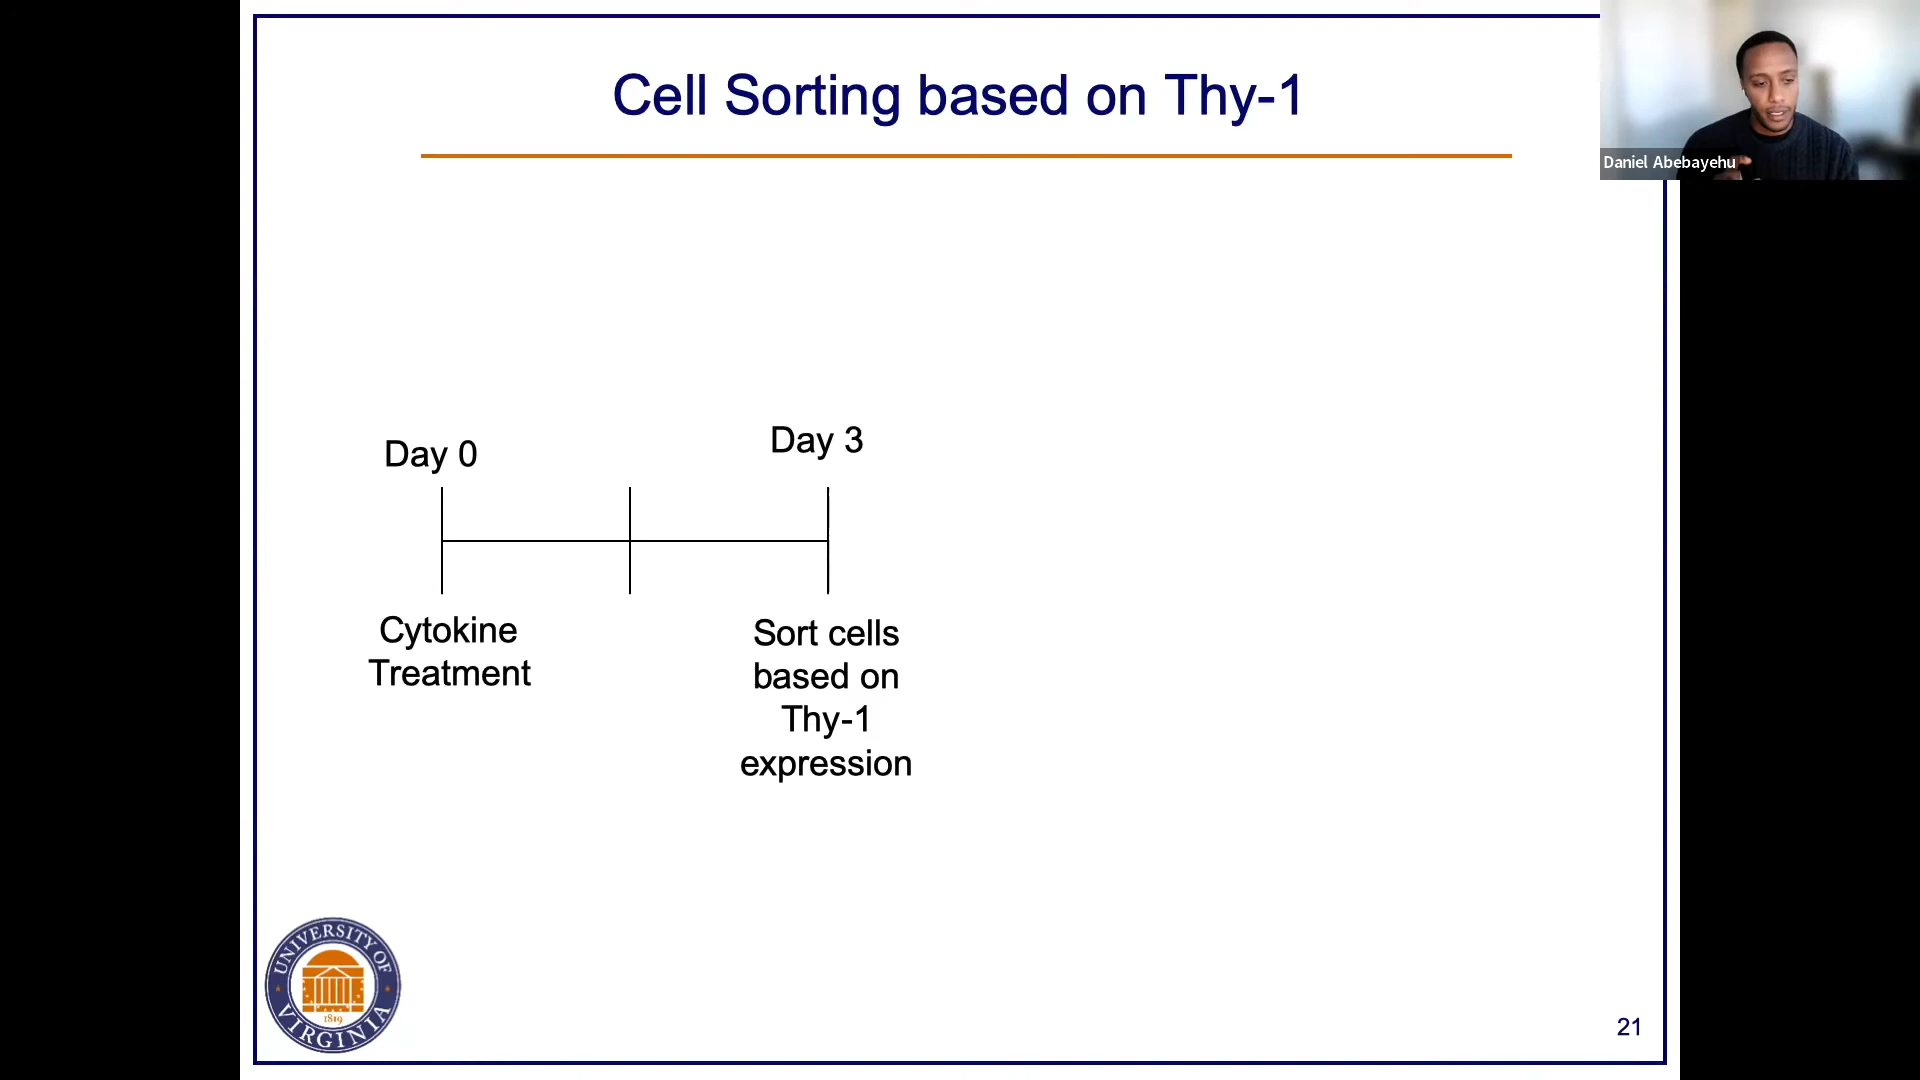 Cell Sorting based on Thy-1
Daniel Abebayehu
Day 0
Day 3
Cytokine
Treatment
Sort cells
based on
Thy-1
expression
UNIVERSITY OF
VIRGINIA
1819
21